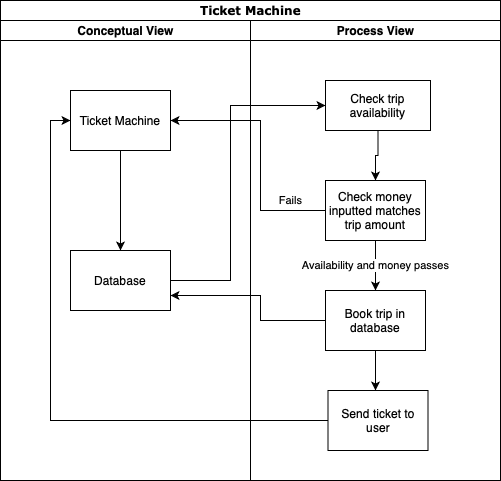 Ticket Machine
Conceptual View
Process View
Ticket Machine
Check trip
availability
Fails
Check money
inputted matches
trip amount
Availability and money passes
Database
Book trip in
database
Send ticket to
user